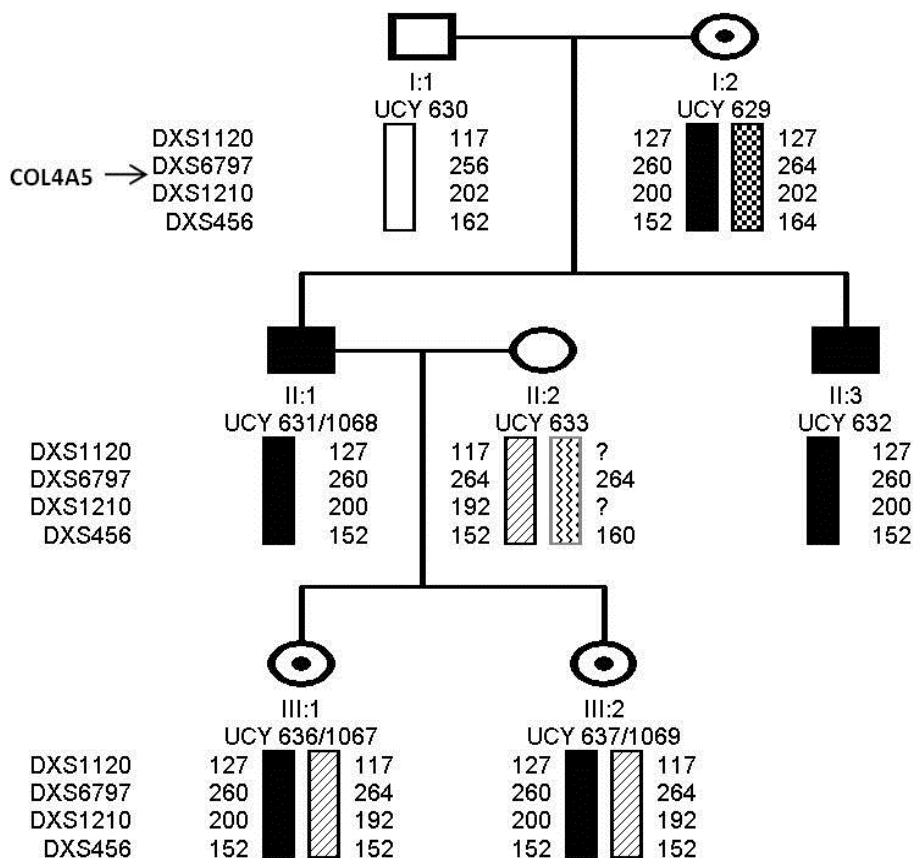 I:1 I:2
UCY 630 UCY 629
DXS1120 117 127 127
DXS6797 256 260 264
COL4A5
DXS1210 202 200 202
DXS456 162 152 164
II:1 II:2 II:3
UCY 631/1068 UCY 633 UCY 632
DXS1120 127 117 ? 127
DXS6797 260 264 264 260
DXS1210 200 192 ? 200
DXS456 152 152 160 152
III:1 III:2
UCY 636/1067 UCY 637/1069
DXS1120 127 117 127 117
DXS6797 260 264 260 264
DXS1210 200 192 200 192
DXS456 152 152 152 152